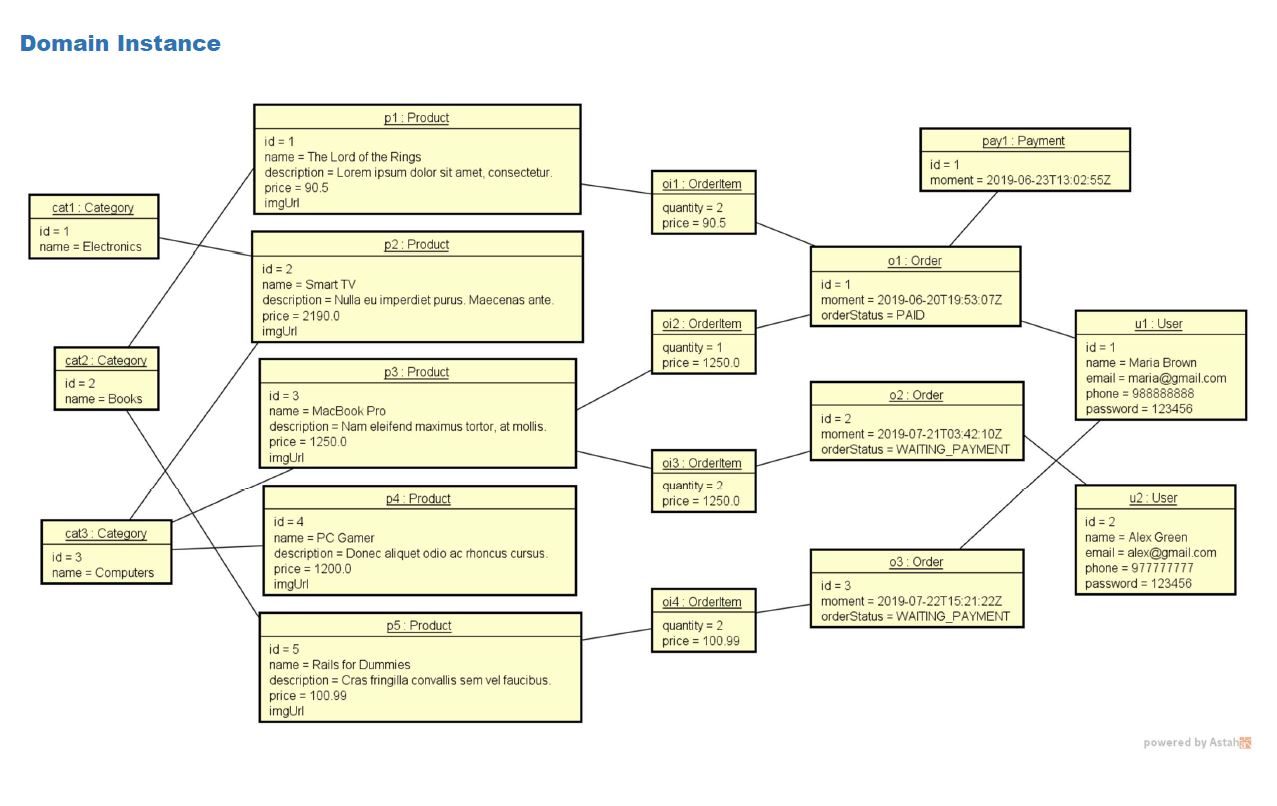 Domain Instance
p1 : Product
id = 1
name = The Lord of the Rings
description = Lorem ipsum dolor sit amet, consectetur.
price = 90.5
imgUrl
pay1 : Payment
id = 1
moment = 2019-06-23T13:02:55Z
oi1 : OrderItem
quantity = 2
price = 90.5
cat1 : Category
id = 1
name = Electronics
p2 : Product
id = 2
name = Smart TV
description = Nulla eu imperdiet purus. Maecenas ante.
price = 2190.0
imgUrl
o1 : Order
id = 1
moment = 2019-06-20T19:53:07Z
orderStatus = PAID
oi2 : OrderItem
quantity = 1
price = 1250.0
u1 : User
id = 1
name = Maria Brown
email = maria@gmail.com
phone = 988888888
password = 123456
cat2 : Category
id = 2
name = Books
p3 : Product
id = 3
name = MacBook Pro
description = Nam eleifend maximus tortor, at mollis.
price = 1250.0
imgUrl
o2 : Order
id = 2
moment = 2019-07-21T03:42:10Z
orderStatus = WAITING_PAYMENT
oi3 : OrderItem
quantity = 2
price = 1250.0
p4 : Product
id = 4
name = PC Gamer
description = Donec aliquet odio ac rhoncus cursus.
price = 1200.0
imgUrl
u2 : User
id = 2
name = Alex Green
email = alex@gmail.com
phone = 977777777
password = 123456
cat3 : Category
id = 3
name = Computers
o3 : Order
id = 3
moment = 2019-07-22T15:21:22Z
orderStatus = WAITING_PAYMENT
oi4 : OrderItem
quantity = 2
price = 100.99
p5 : Product
id = 5
name = Rails for Dummies
description = Cras fringilla convallis sem vel faucibus.
price = 100.99
imgUrl
powered by Astah